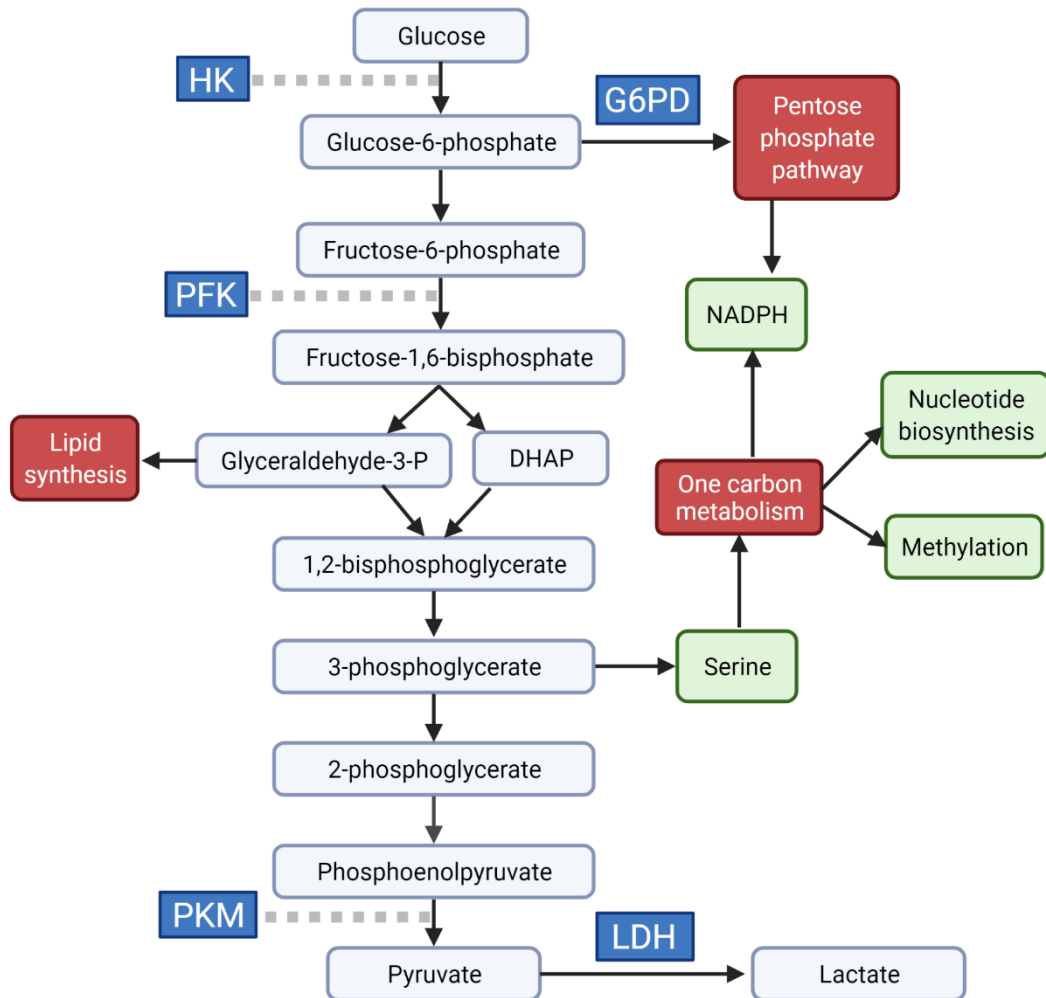 Glucose
HK
G6PD
Pentose
phosphate
pathway
Glucose-6-phosphate
Fructose-6-phosphate
PFK
NADPH
Fructose-1,6-bisphosphate
Nucleotide
biosynthesis
Lipid
synthesis
Glyceraldehyde-3-P
DHAP
One carbon
metabolism
Methylation
1,2-bisphosphoglycerate
3-phosphoglycerate
Serine
2-phosphoglycerate
Phosphoenolpyruvate
PKM
LDH
Pyruvate
Lactate